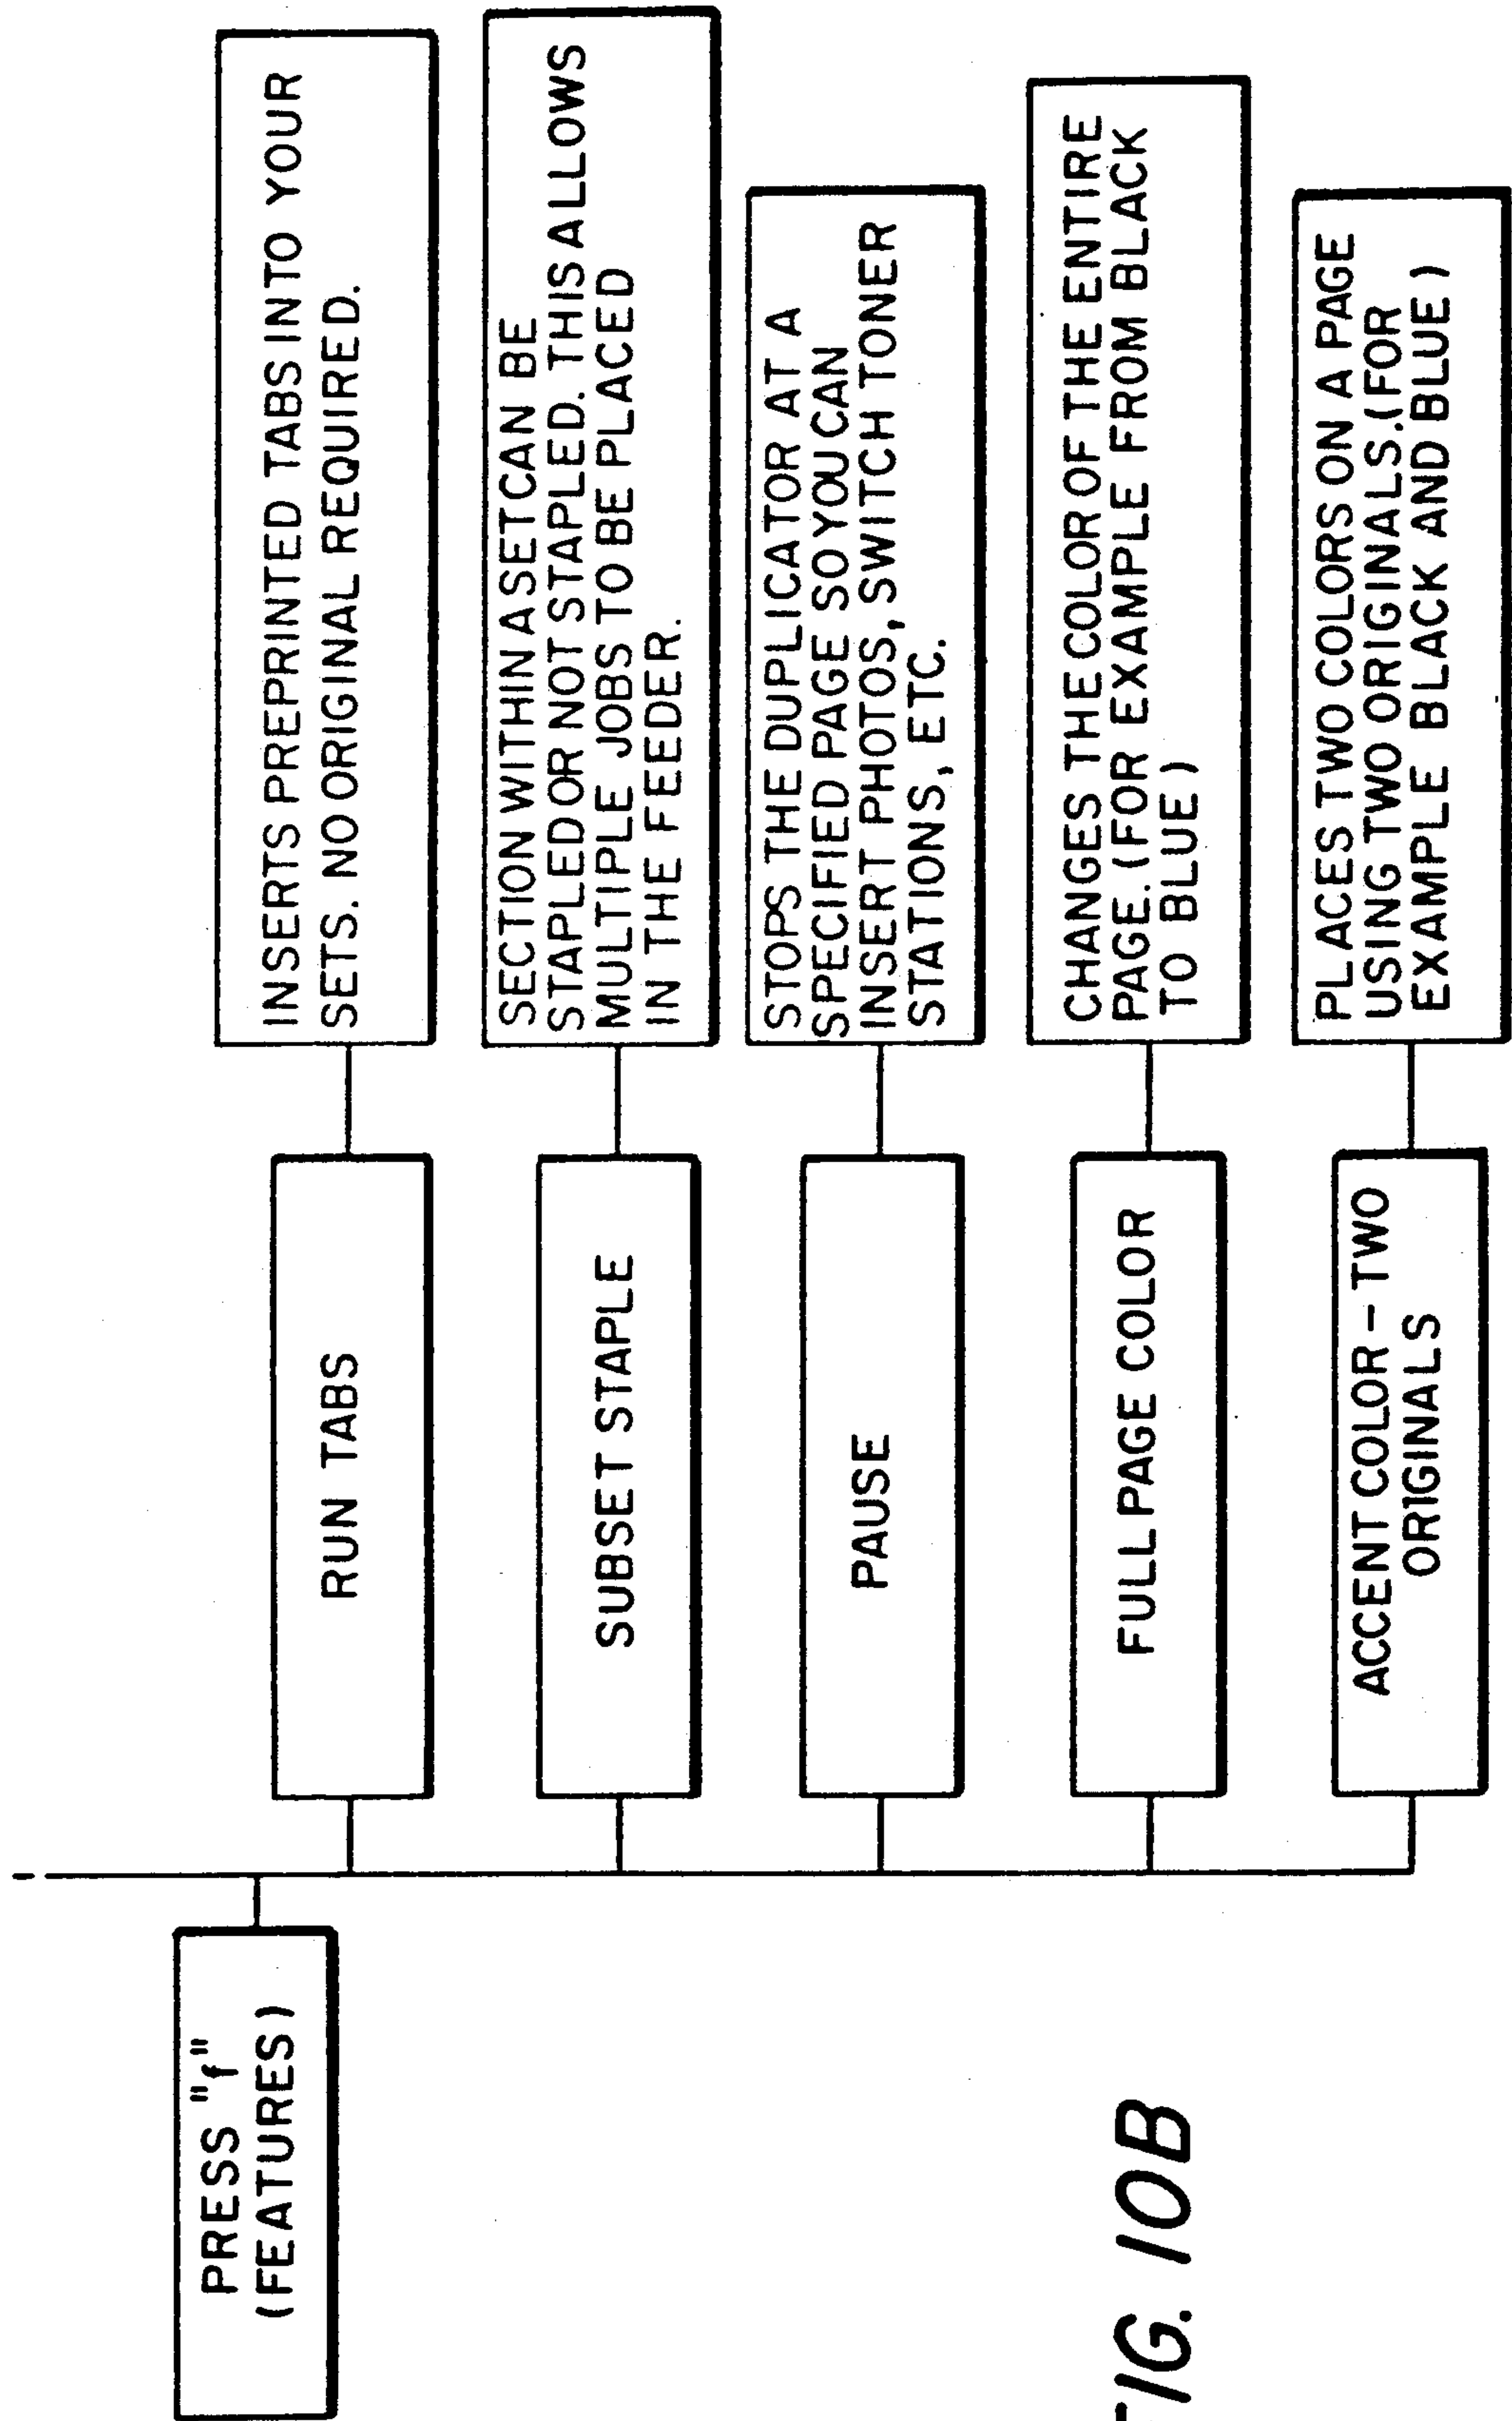 PRESS "f"
(FEATURES)
RUN TABS
INSERTS PREPRINTED TABS INTO YOUR
SETS. NO ORIGINAL REQUIRED.
SUBSET STAPLE
SECTION WITHIN A SET CAN BE
STAPLED OR NOT STAPLED. THIS ALLOWS
MULTIPLE JOBS TO BE PLACED
IN THE FEEDER.
PAUSE
STOPS THE DUPLICATOR AT A
SPECIFIED PAGE SO YOU CAN
INSERT PHOTOS, SWITCH TONER
STATIONS, ETC.
FULL PAGE COLOR
CHANGES THE COLOR OF THE ENTIRE
PAGE. (FOR EXAMPLE FROM BLACK
TO BLUE)
ACCENT COLOR - TWO
ORIGINALS
PLACES TWO COLORS ON A PAGE
USING TWO ORIGINALS. (FOR
EXAMPLE BLACK AND BLUE)
FIG. 10B